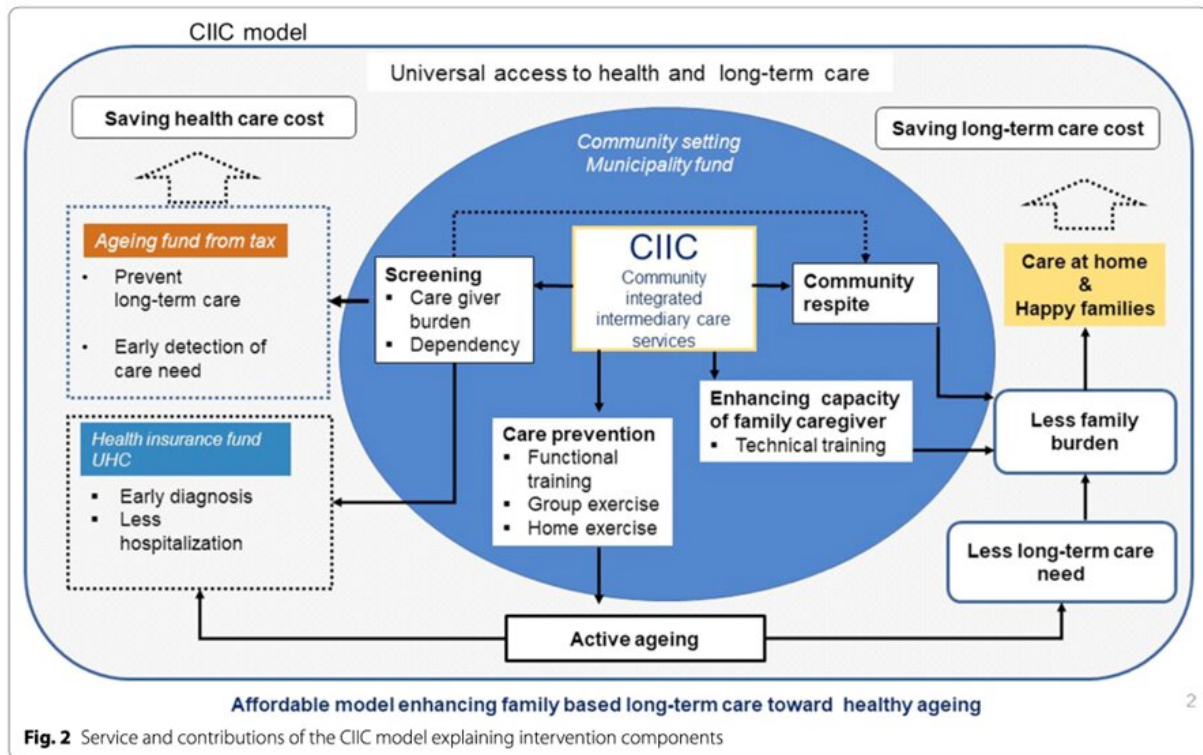 CIIC model
Universal access to health and long-term care
Saving health care cost
Saving long-term care cost
Community setting
Municipality fund
Ageing fund from tax
▪ Prevent
long-term care
▪ Early detection of
care need
Screening
▪ Care giver
burden
▪ Dependency
CIIC
Community
integrated
intermediary care
services
Community
respite
Care at home
&
Happy families
Health insurance fund
UHC
▪ Early diagnosis
▪ Less
hospitalization
Care prevention
▪ Functional
training
▪ Group exercise
▪ Home exercise
Enhancing capacity
of family caregiver
▪ Technical training
Less family
burden
Less long-term care
need
Active ageing
Affordable model enhancing family based long-term care toward healthy ageing
2
Fig. 2 Service and contributions of the CIIC model explaining intervention components